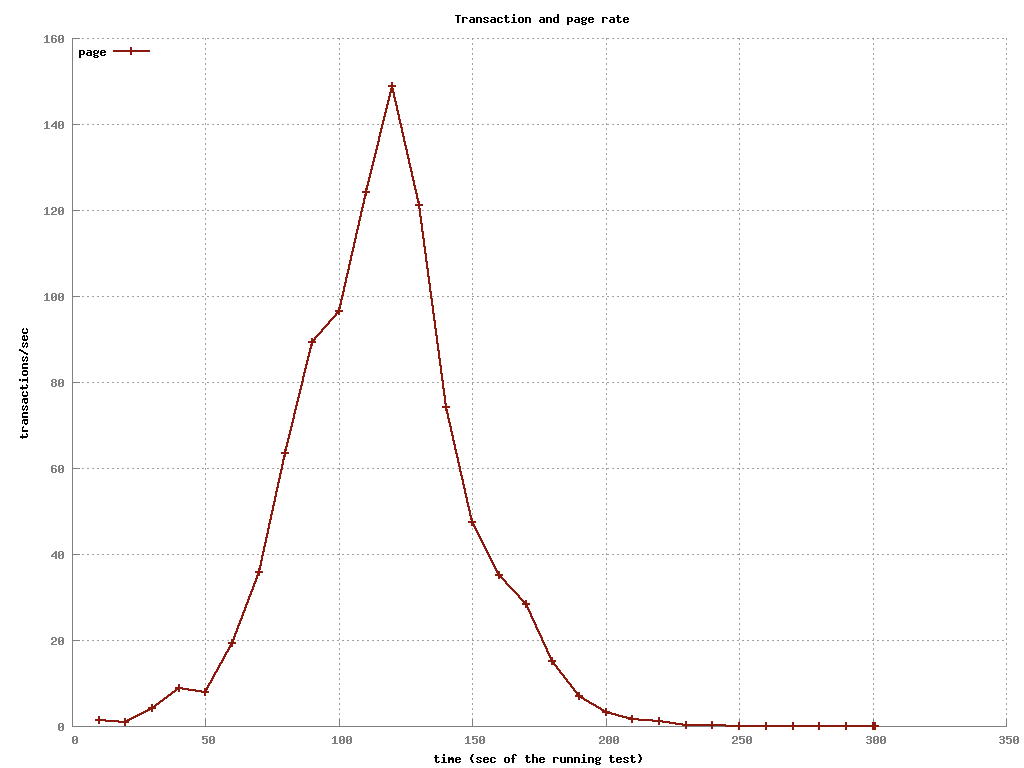 Transaction and page rate
160
page
140
120
100
transactions/sec
80
60
40
20
0
0 50 100 150 200 250 300 350
time (sec of the running test)